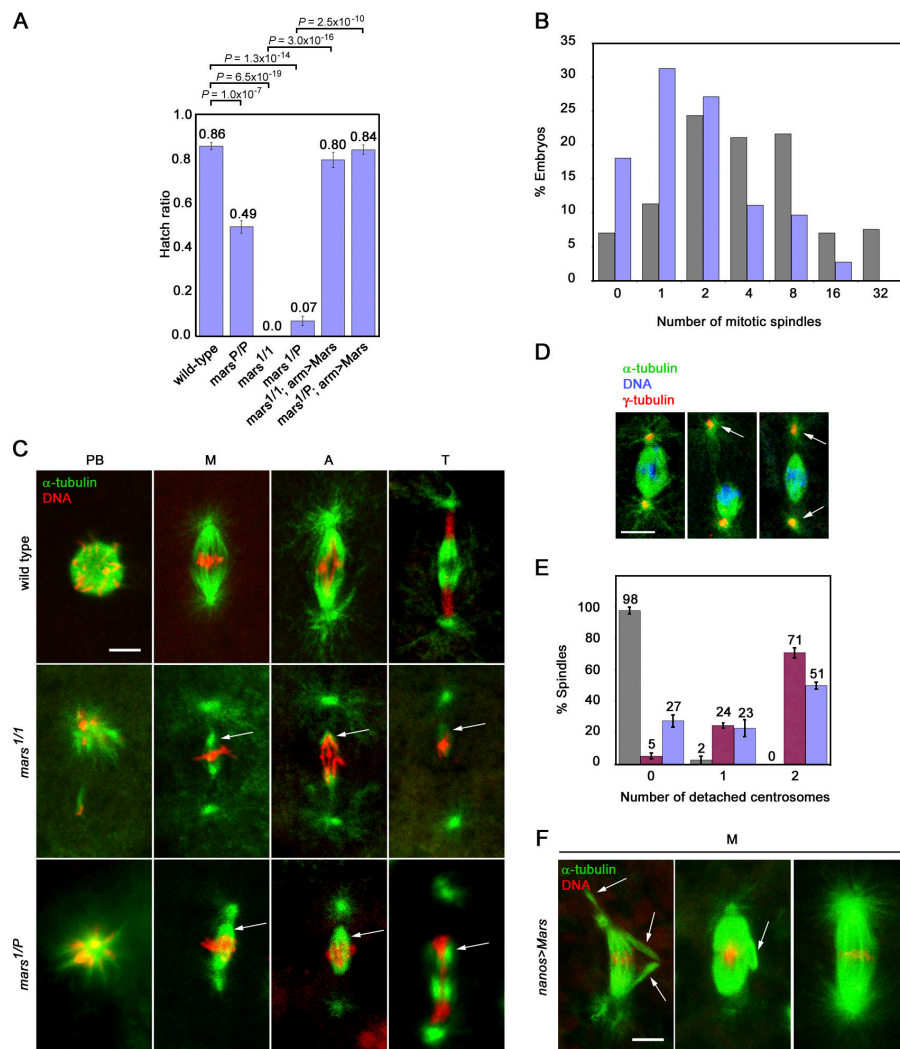 A
P = 2.5x10-10
P = 3.0x10-16
P = 1.3x10-14
P = 6.5x10-19
P = 1.0x10-7
Hatch ratio
1.0
0.8
0.6
0.4
0.2
0.0
0.86
0.49
0.0
0.07
0.80
0.84
wild-type
mars P/P
mars 1/1
mars 1/P
mars1/1; arm>Mars
mars1/P; arm>Mars
B
% Embryos
35
30
25
20
15
10
5
0
0 1 2 4 8 16 32
Number of mitotic spindles
C
PB M A T
α-tubulin
DNA
wild type
mars 1/1
mars1/P
D
α-tubulin
DNA
γ-tubulin
E
% Spindles
100
80
60
40
20
0
98
5
27
2
24
23
0
71
51
0 1 2
Number of detached centrosomes
F
M
α-tubulin
DNA
nanos>Mars